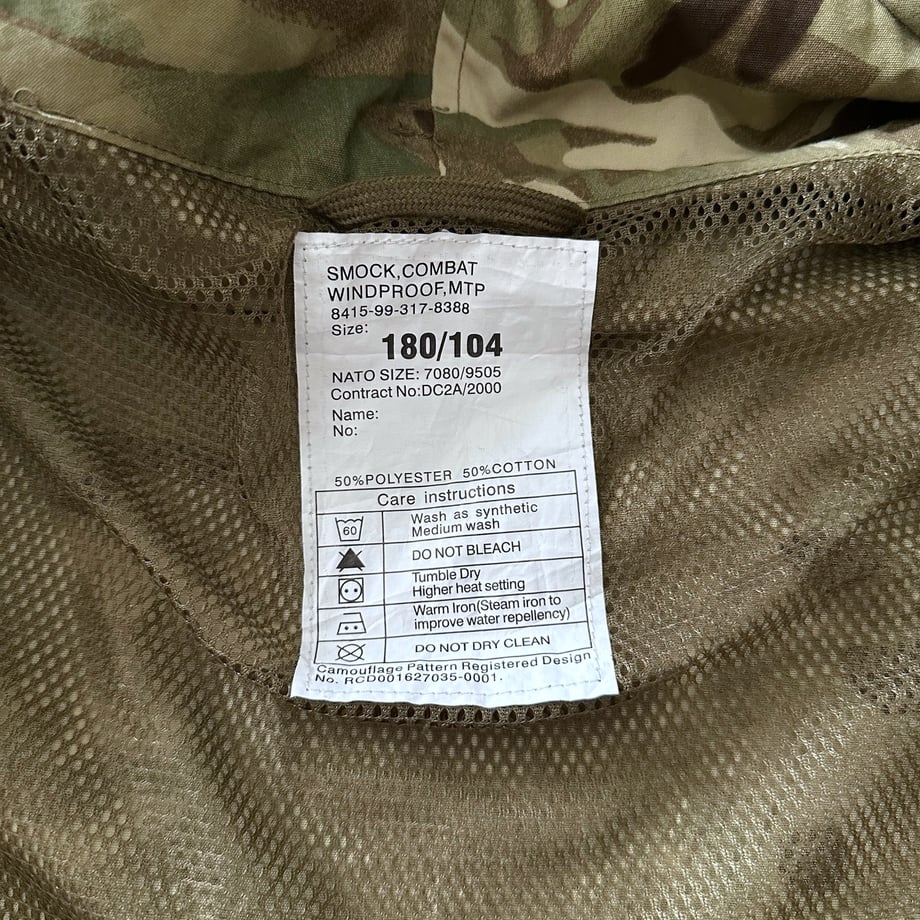 SMOCK,COMBAT
WINDPROOF,MTP
8415-99-317-8388
Size:
180/104
NATO SIZE: 7080/9505
Contract No:DC2A/2000
Name:
No:
50%POLYESTER 50%COTTON
Care instructions
60
Wash as synthetic
Medium wash
DO NOT BLEACH
Tumble Dry
Higher heat setting
Warm Iron(Steam iron to
improve water repellency)
DO NOT DRY CLEAN
Camouflage Pattern Registered Design
No. RCD001627035-0001.